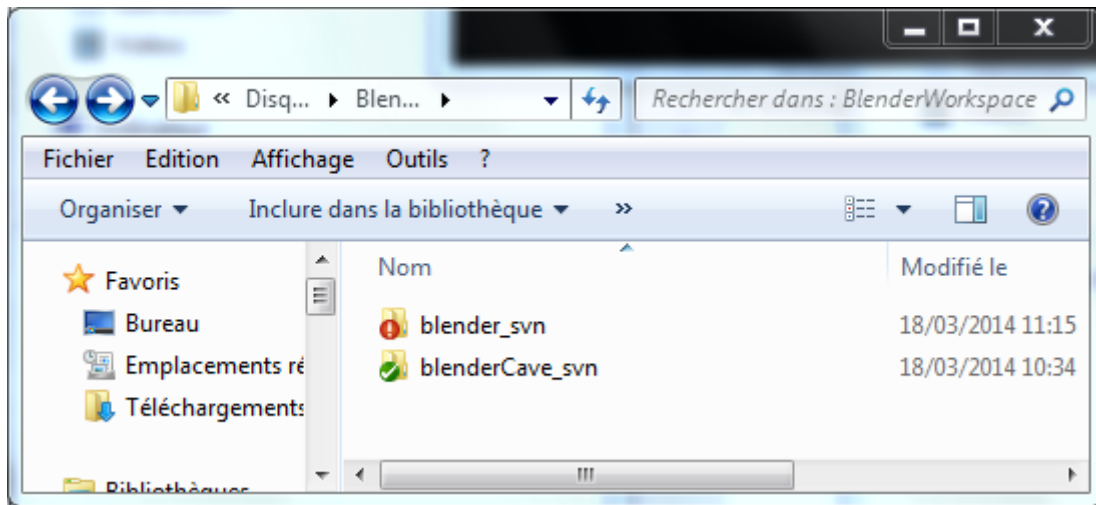 « Disq... Blen... Rechercher dans : BlenderWorkspace
Fichier Edition Affichage Outils ?
Organiser Inclure dans la bibliothèque »
Favoris
Bureau
Emplacements ré
Téléchargements
Nom Modifié le
blender_svn 18/03/2014 11:15
blenderCave_svn 18/03/2014 10:34